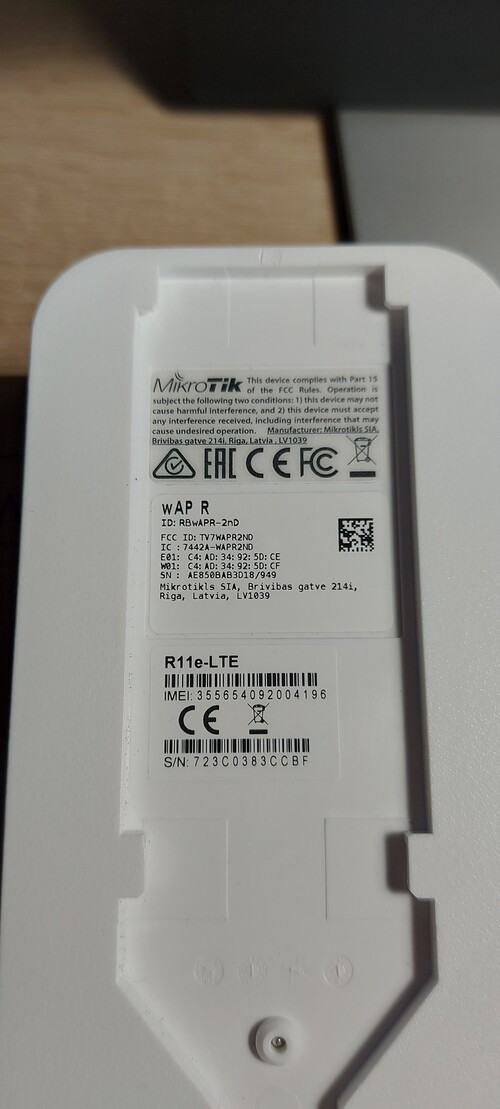 MikroTik This device complies with Part 15
of the FCC Rules. Operation is
subject the following two conditions: 1) this device may not
cause harmful interference, and 2) this device must accept
any interference received, including interference that may
cause undesired operation. Manufacturer: Mikrotikls SIA,
Brivibas gatve 214i, Riga, Latvia, LV1039
EAC CE FC
wAP R
ID: RBwAPR-2nD
FCC ID: TV7WAPR2ND
IC : 7442A-WAPR2ND
E01: C4: AD: 34: 92: 5D: CE
W01: C4: AD: 34: 92: 5D: CF
SN : AE850BAB3D18/949
Mikrotikls SIA, Brivibas gatve 214i,
Riga, Latvia, LV1039
R11e-LTE
IMEI: 355654092004196
CE
S/N: 723C0383CCBF